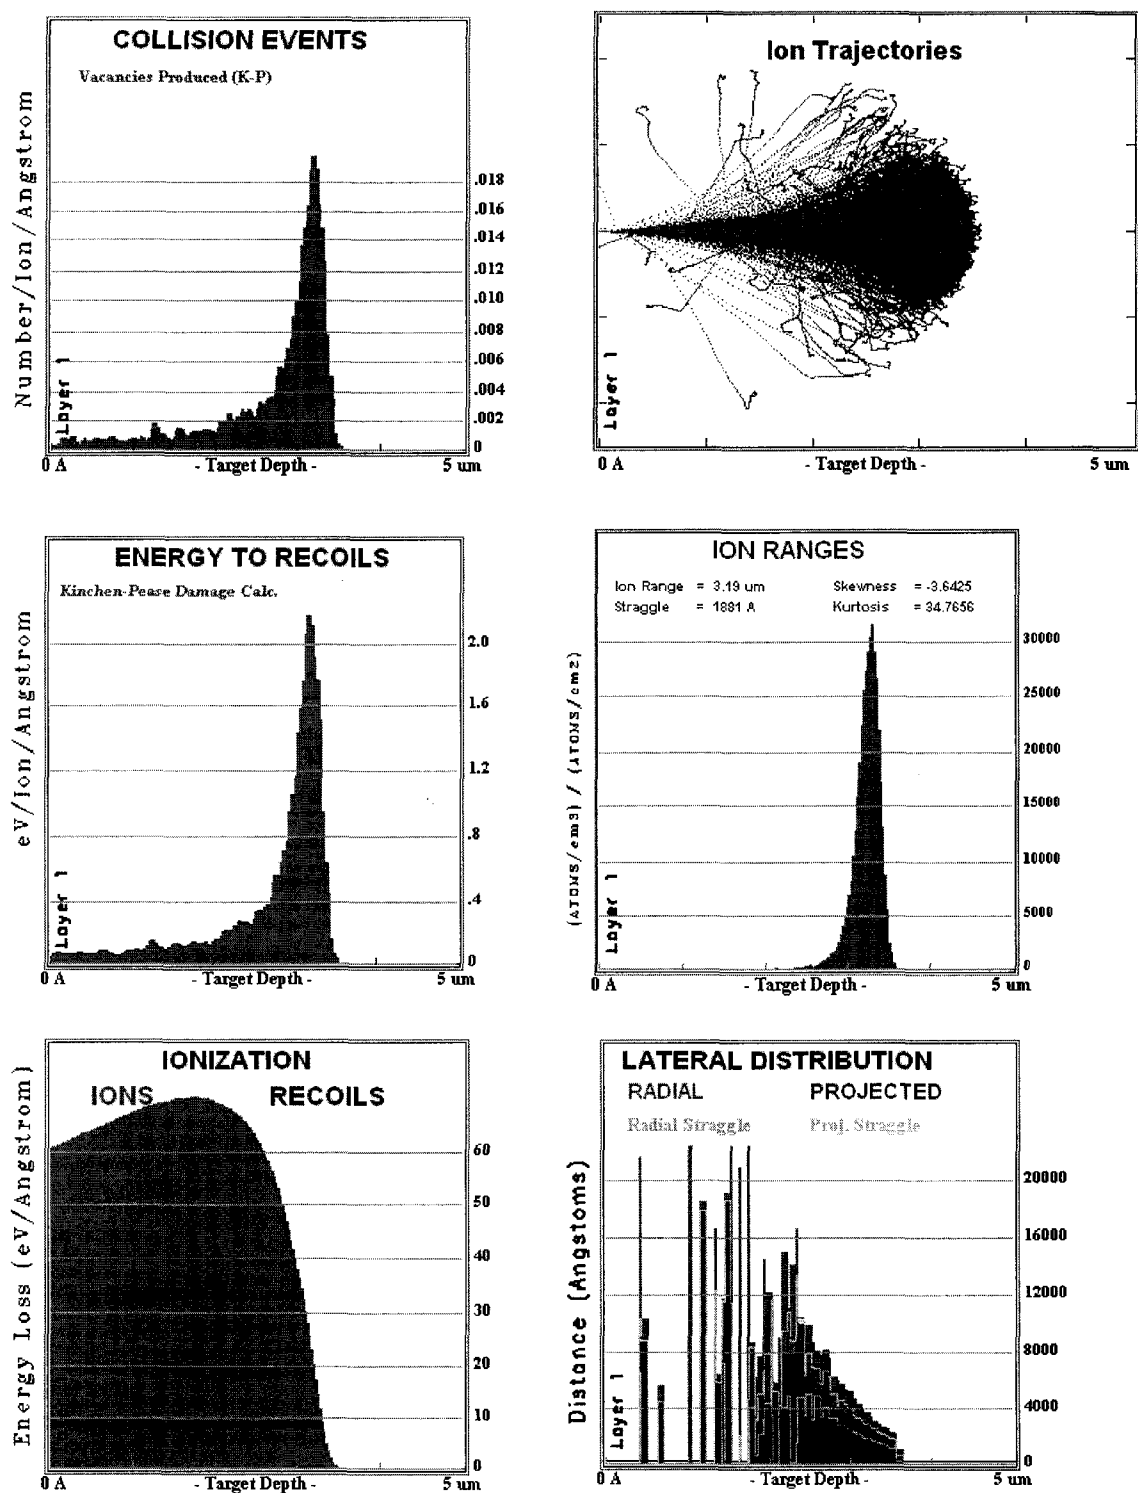 COLLISION EVENTS
Vacancies Produced (K-P)
Number/Ion/Angstrom
.018
.016
.014
.012
.010
.008
.006
.004
.002
0
Layer 1
0 A - Target Depth - 5 um
Ion Trajectories
Layer 1
0 A - Target Depth - 5 um
ENERGY TO RECOILS
Kinchen-Pease Damage Calc.
eV/Ion/Angstrom
2.0
1.6
1.2
.8
.4
0
Layer 1
0 A - Target Depth - 5 um
ION RANGES
Ion Range = 3.19 um Skewness = -3.6425
Straggle = 1881 A Kurtosis = 34.7656
(ATOMS/cm3) / (ATOMS/cm2)
30000
25000
20000
15000
10000
5000
0
Layer 1
0 A - Target Depth - 5 um
IONIZATION
IONS RECOILS
Energy Loss (eV/Angstrom)
60
50
40
30
20
10
0
0 A - Target Depth - 5 um
LATERAL DISTRIBUTION
RADIAL PROJECTED
Radial Straggle Proj. Straggle
Distance (Angstoms)
20000
16000
12000
8000
4000
0
Layer 1
0 A - Target Depth - 5 um